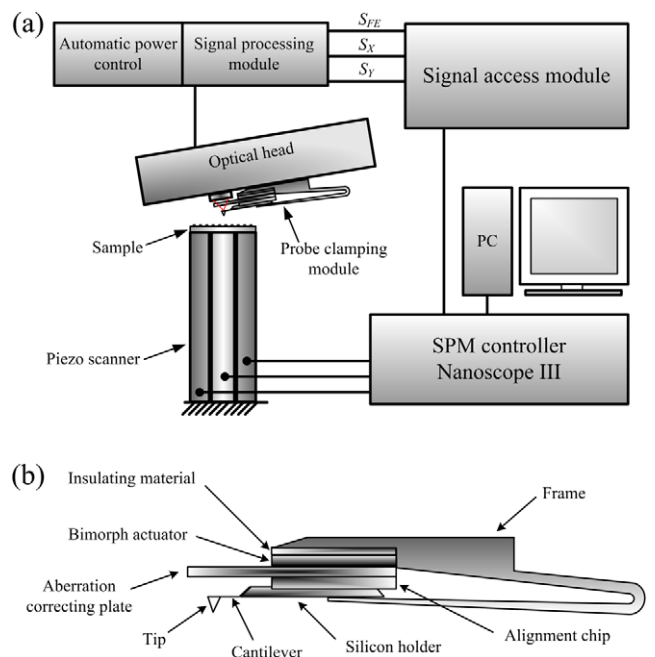 (a)
Automatic power
control
Signal processing
module
S_FE
S_X
S_Y
Signal access module
Optical head
Sample
Probe clamping
module
PC
Piezo scanner
SPM controller
Nanoscope III
(b)
Insulating material
Frame
Bimorph actuator
Aberration
correcting plate
Tip
Cantilever
Silicon holder
Alignment chip